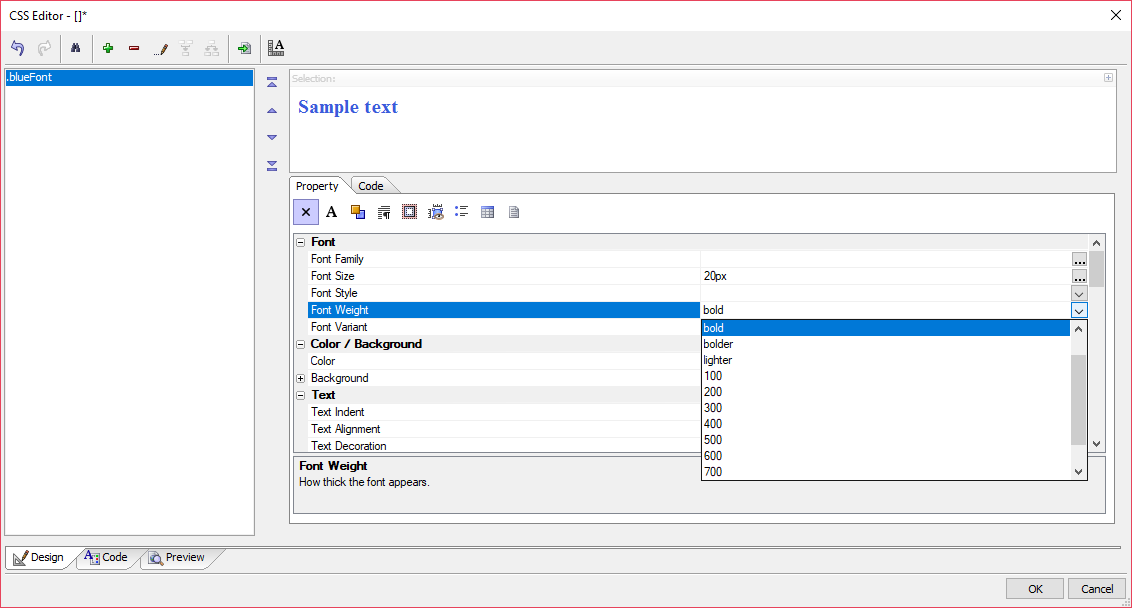 CSS Editor - []*
.blueFont
Selection:
Sample text
Property Code
A
Font
Font Family
Font Size 20px
Font Style
Font Weight bold
Font Variant
Color / Background
Color
Background
Text
Text Indent
Text Alignment
Text Decoration
bold
bolder
lighter
100
200
300
400
500
600
700
Font Weight
How thick the font appears.
Design Code Preview
OK Cancel